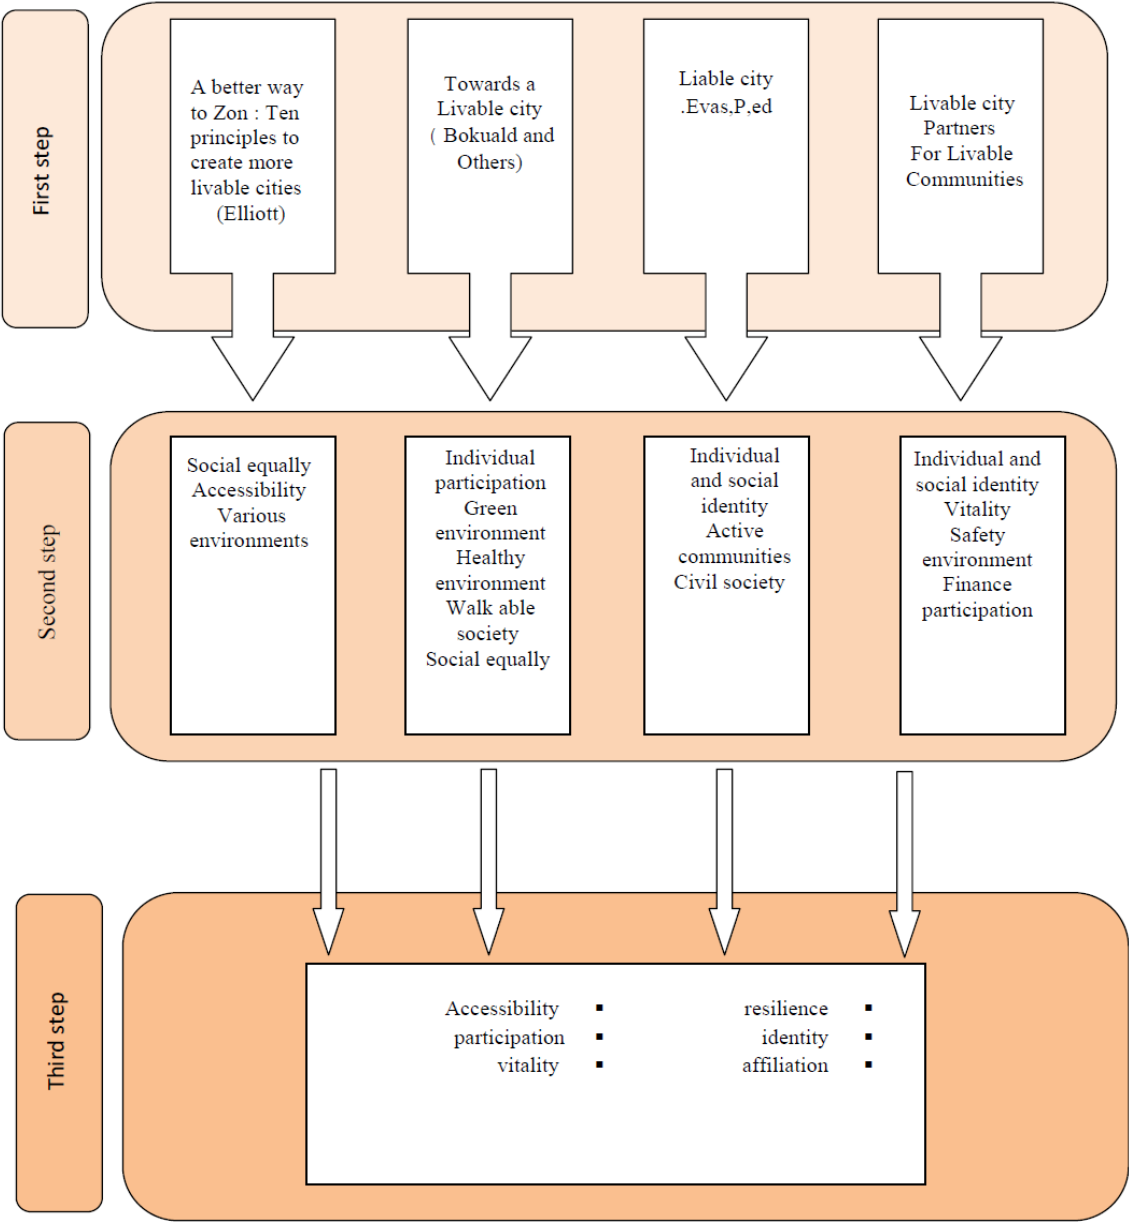 First step
A better way
to Zon : Ten
principles to
create more
livable cities
(Elliott)
Towards a
Livable city
( Bokuald and
Others)
Liable city
.Evas,P,ed
Livable city
Partners
For Livable
Communities
Second step
Social equally
Accessibility
Various
environments
Individual
participation
Green
environment
Healthy
environment
Walk able
society
Social equally
Individual
and social
identity
Active
communities
Civil society
Individual and
social identity
Vitality
Safety
environment
Finance
participation
Third step
Accessibility ▪
participation ▪
vitality ▪
resilience ▪
identity ▪
affiliation ▪